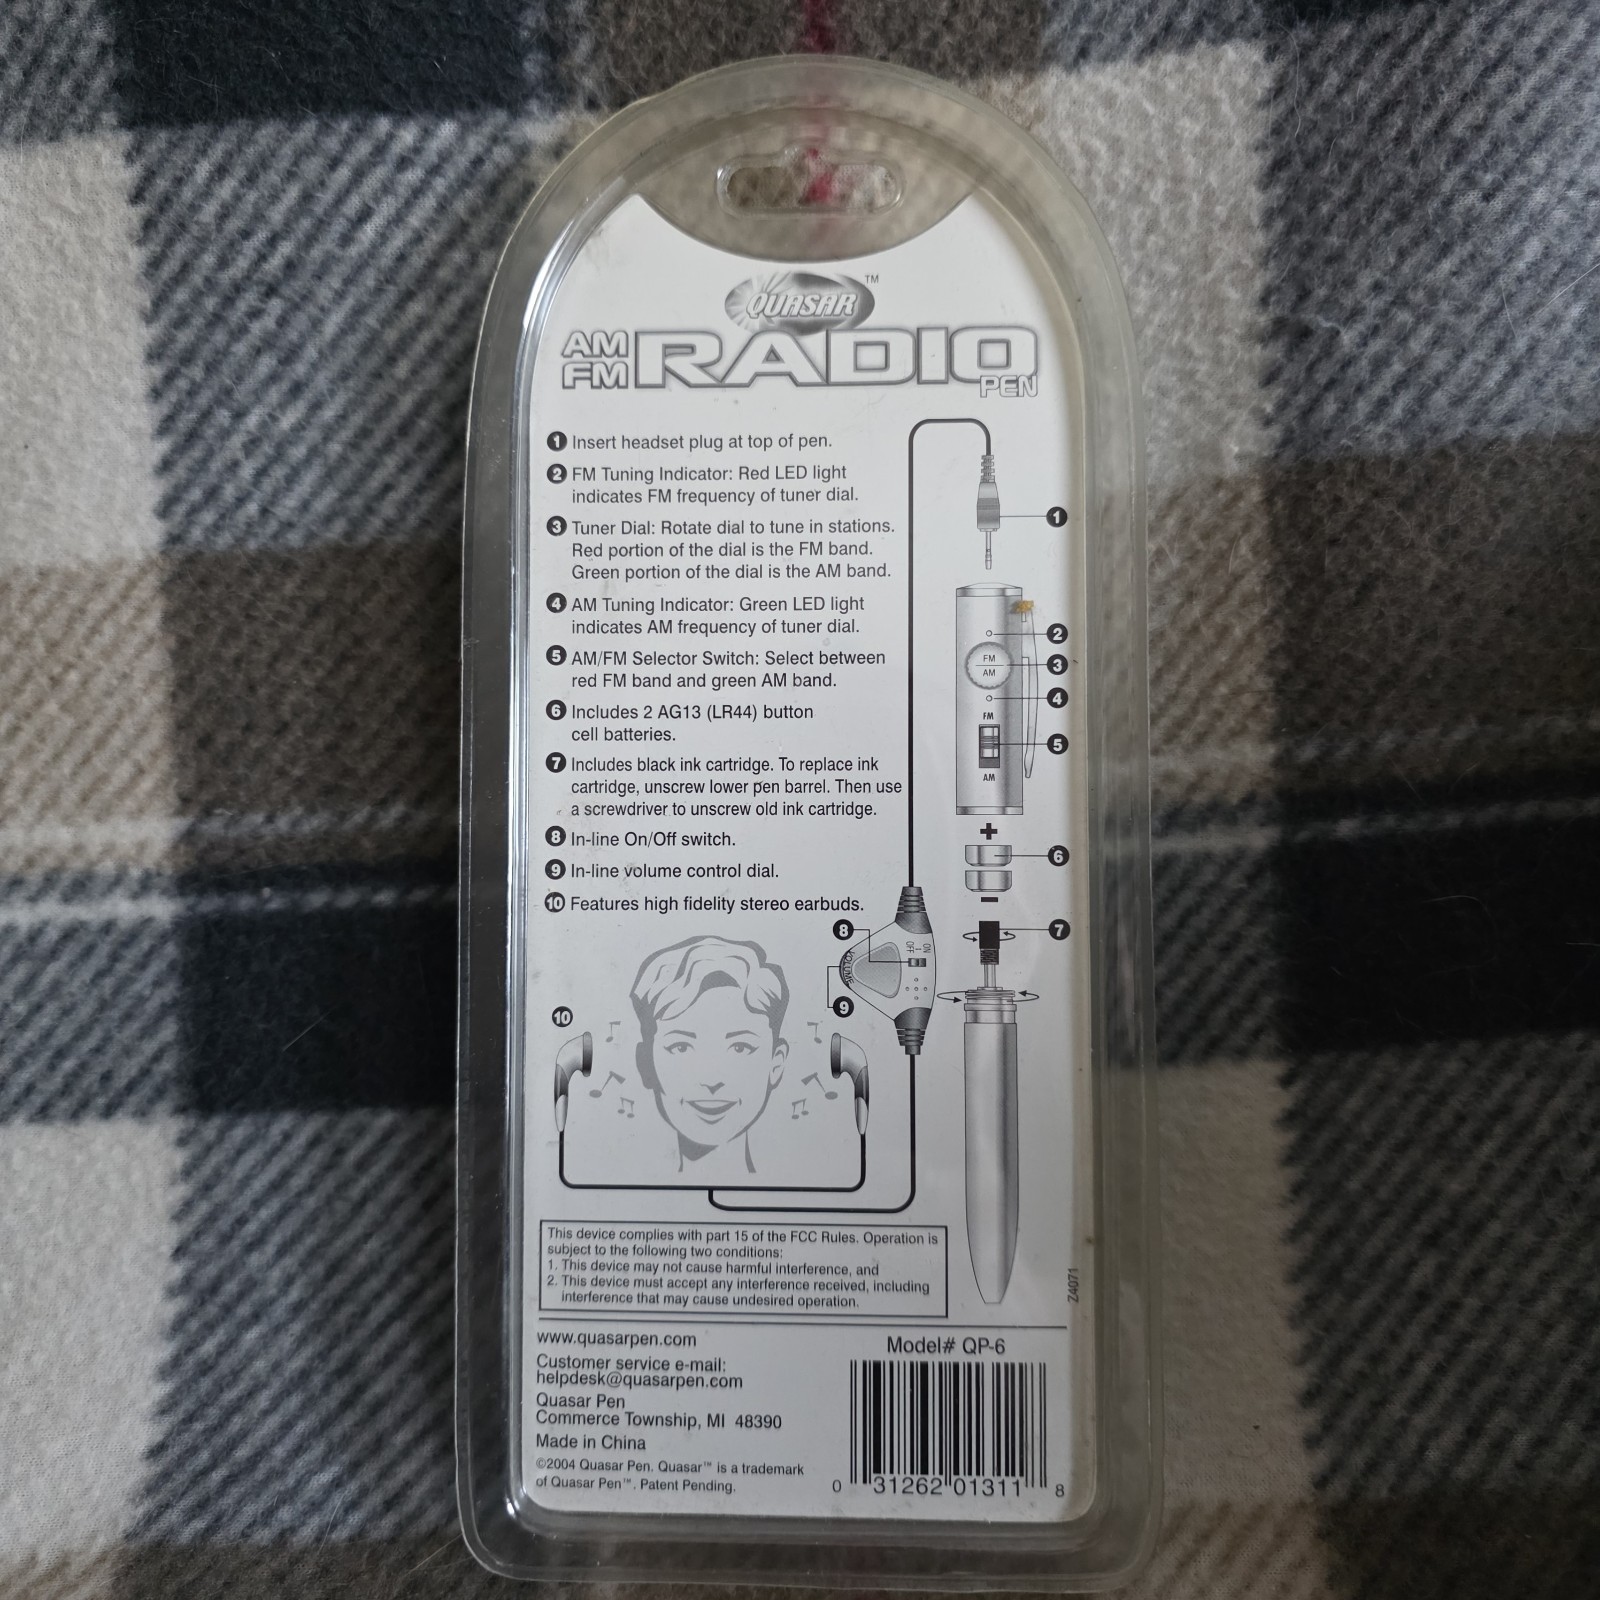 QUASAR™
AM
FM
RADIO
PEN
1 Insert headset plug at top of pen.
2 FM Tuning Indicator: Red LED light
indicates FM frequency of tuner dial.
3 Tuner Dial: Rotate dial to tune in stations.
Red portion of the dial is the FM band.
Green portion of the dial is the AM band.
4 AM Tuning Indicator: Green LED light
indicates AM frequency of tuner dial.
5 AM/FM Selector Switch: Select between
red FM band and green AM band.
6 Includes 2 AG13 (LR44) button
cell batteries.
7 Includes black ink cartridge. To replace ink
cartridge, unscrew lower pen barrel. Then use
a screwdriver to unscrew old ink cartridge.
8 In-line On/Off switch.
9 In-line volume control dial.
10 Features high fidelity stereo earbuds.
1
2
FM
AM
3
4
FM
5
AM
+
6
-
7
8
ON
OFF
VOLUME
9
10
This device complies with part 15 of the FCC Rules. Operation is
subject to the following two conditions:
1. This device may not cause harmful interference, and
2. This device must accept any interference received, including
interference that may cause undesired operation.
Z4071
www.quasarpen.com
Customer service e-mail:
helpdesk@quasarpen.com
Quasar Pen
Commerce Township, MI 48390
Made in China
©2004 Quasar Pen. Quasar™ is a trademark
of Quasar Pen™. Patent Pending.
Model# QP-6
0 31262 01311 8